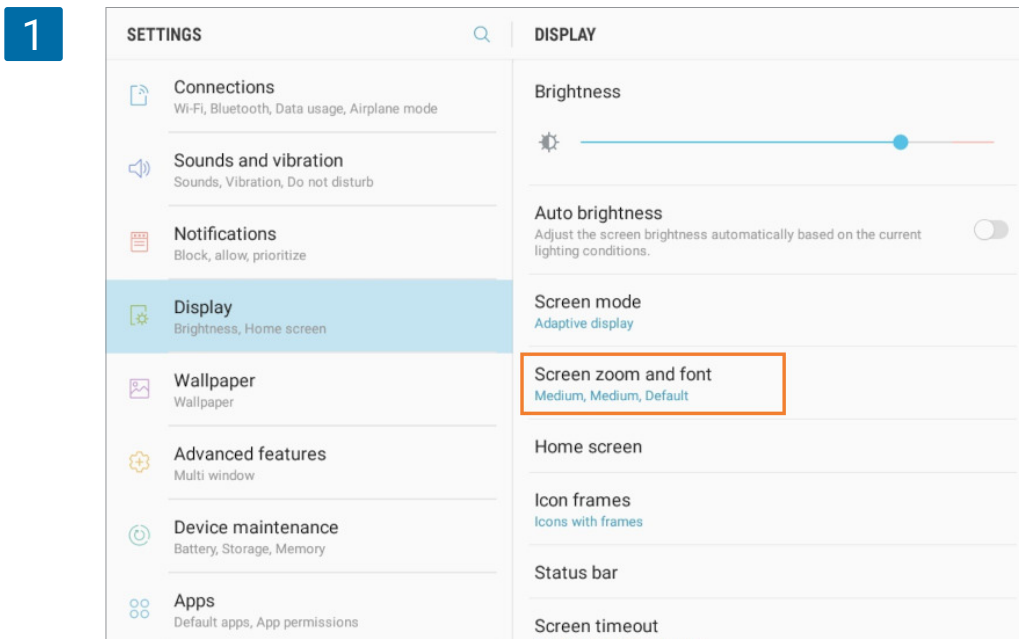 1
SETTINGS
Connections
Wi-Fi, Bluetooth, Data usage, Airplane mode
Sounds and vibration
Sounds, Vibration, Do not disturb
Notifications
Block, allow, prioritize
Display
Brightness, Home screen
Wallpaper
Wallpaper
Advanced features
Multi window
Device maintenance
Battery, Storage, Memory
Apps
Default apps, App permissions
DISPLAY
Brightness
Auto brightness
Adjust the screen brightness automatically based on the current
lighting conditions.
Screen mode
Adaptive display
Screen zoom and font
Medium, Medium, Default
Home screen
Icon frames
Icons with frames
Status bar
Screen timeout